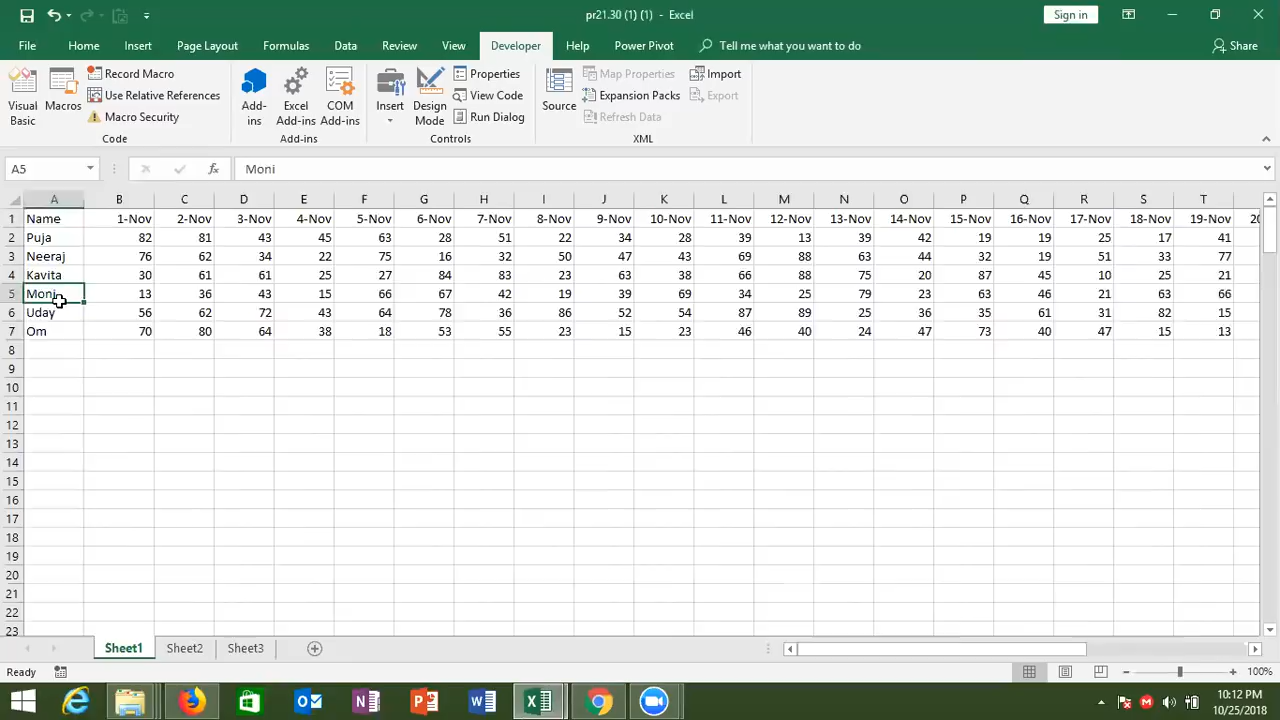 pr21.30 (1) (1) - Excel
Sign in
File Home Insert Page Layout Formulas Data Review View Developer Help Power Pivot Tell me what you want to do Share
Visual Basic
Macros
Record Macro
Use Relative References
Macro Security
Code
Add-ins
Excel Add-ins
COM Add-ins
Add-ins
Insert
Design Mode
Properties
View Code
Run Dialog
Controls
Source
Map Properties
Expansion Packs
Refresh Data
Import
Export
XML
A5 fx Moni
A B C D E F G H I J K L M N O P Q R S T
1 Name 1-Nov 2-Nov 3-Nov 4-Nov 5-Nov 6-Nov 7-Nov 8-Nov 9-Nov 10-Nov 11-Nov 12-Nov 13-Nov 14-Nov 15-Nov 16-Nov 17-Nov 18-Nov 19-Nov 20
2 Puja 82 81 43 45 63 28 51 22 34 28 39 13 39 42 19 19 25 17 41
3 Neeraj 76 62 34 22 75 16 32 50 47 43 69 88 63 44 32 19 51 33 77
4 Kavita 30 61 61 25 27 84 83 23 63 38 66 88 75 20 87 45 10 25 21
5 Moni 13 36 43 15 66 67 42 19 39 69 34 25 79 23 63 46 21 63 66
6 Uday 56 62 72 43 64 78 36 86 52 54 87 89 25 36 35 61 31 82 15
7 Om 70 80 64 38 18 53 55 23 15 23 46 40 24 47 73 40 47 15 13
8
9
10
11
12
13
14
15
16
17
18
19
20
21
22
23
Sheet1 Sheet2 Sheet3
Ready 100%
10:12 PM
10/25/2018